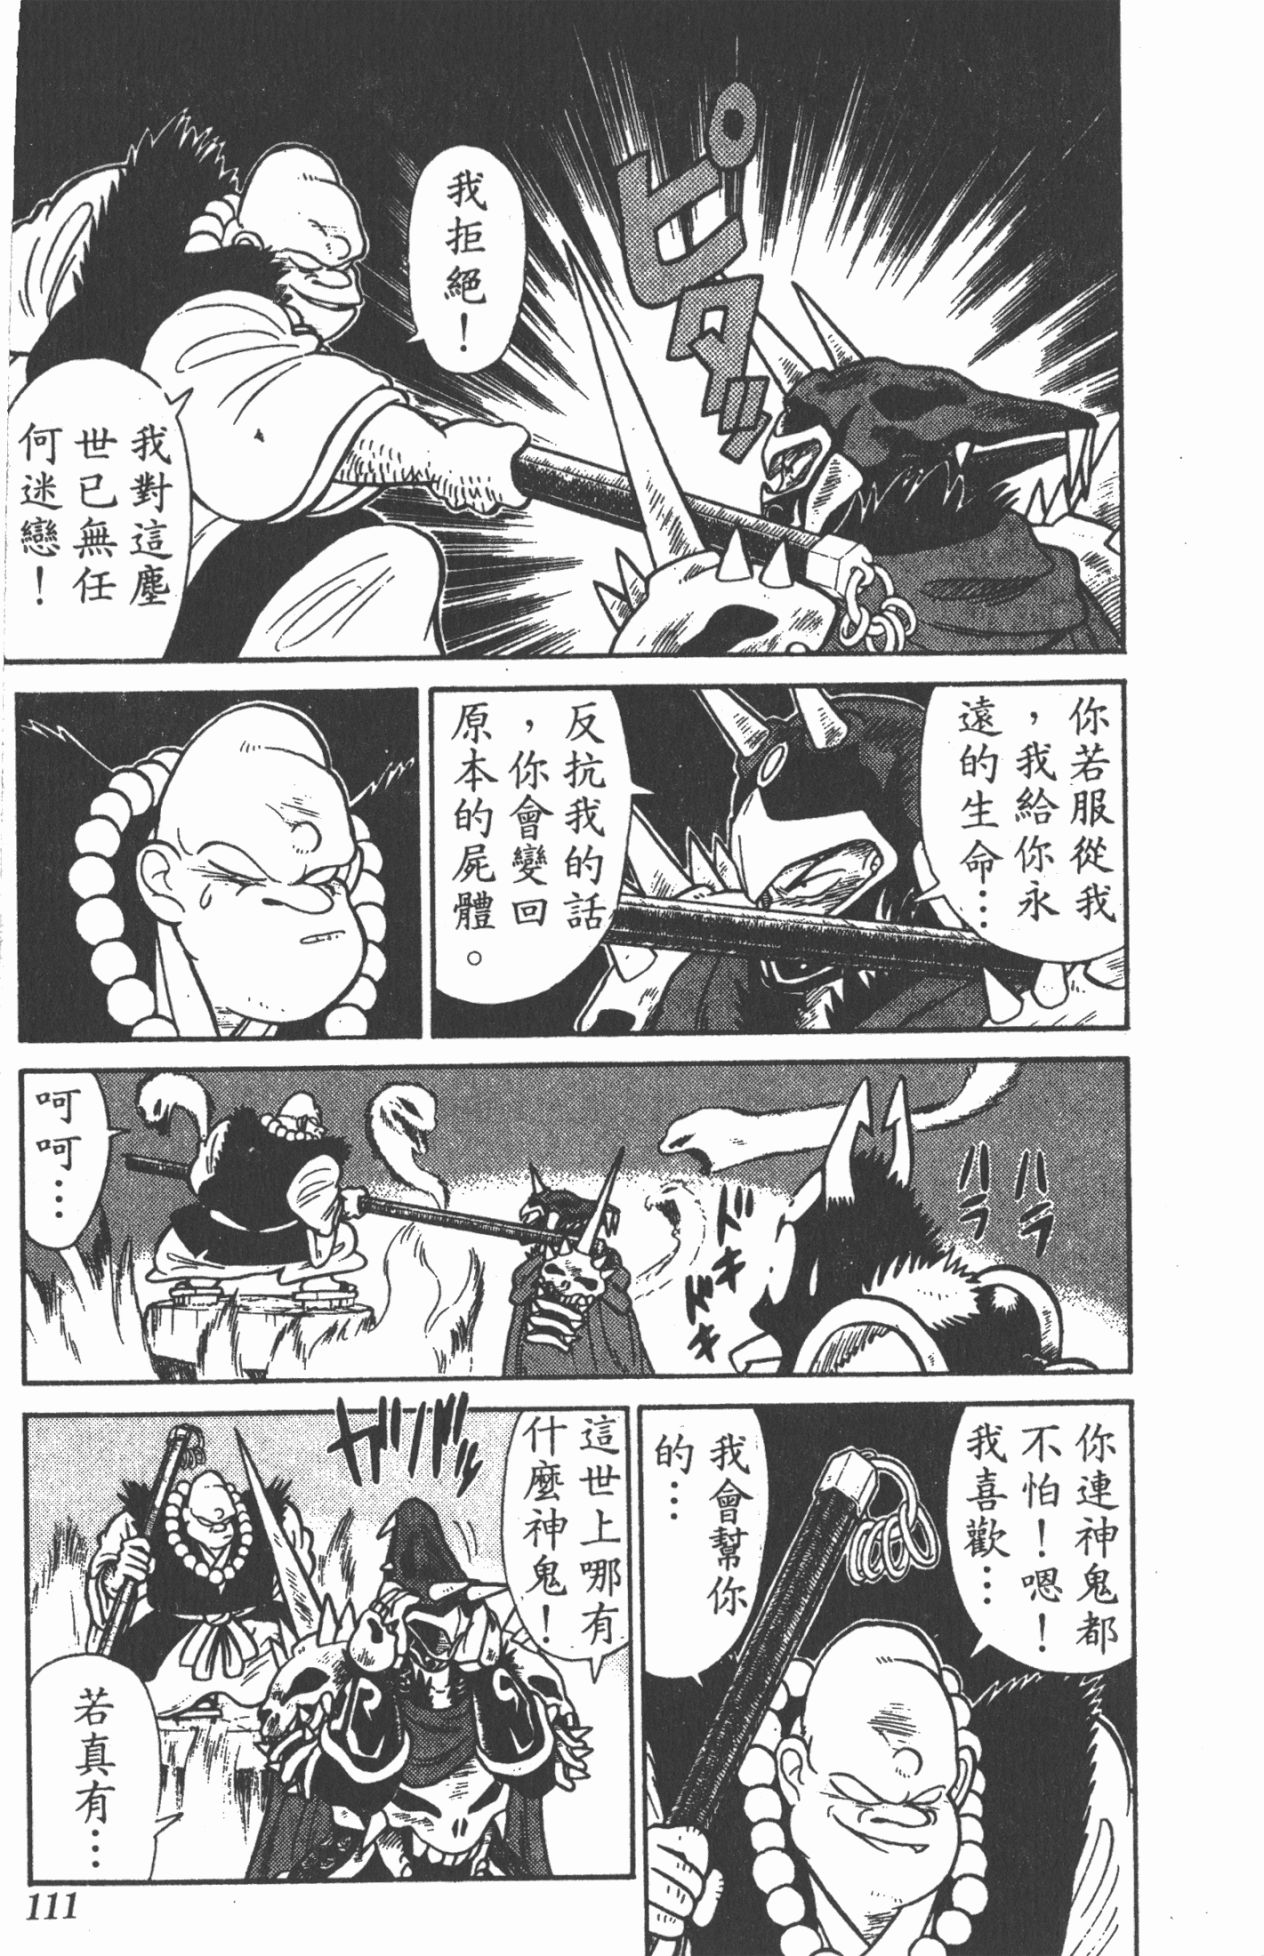 ピタッ
我拒絕！
我對這塵
世已無任
何迷戀！
你若服從我
，我給你永
遠的生命…
反抗我的話
，你會變回
原本的屍體。
ハラ
ハラ
ドキ
ドキ
呵呵…
你連神鬼都
不怕！嗯！
我喜歡…
我會幫你
的…
這世上哪有
什麼神鬼！
若真有…
111